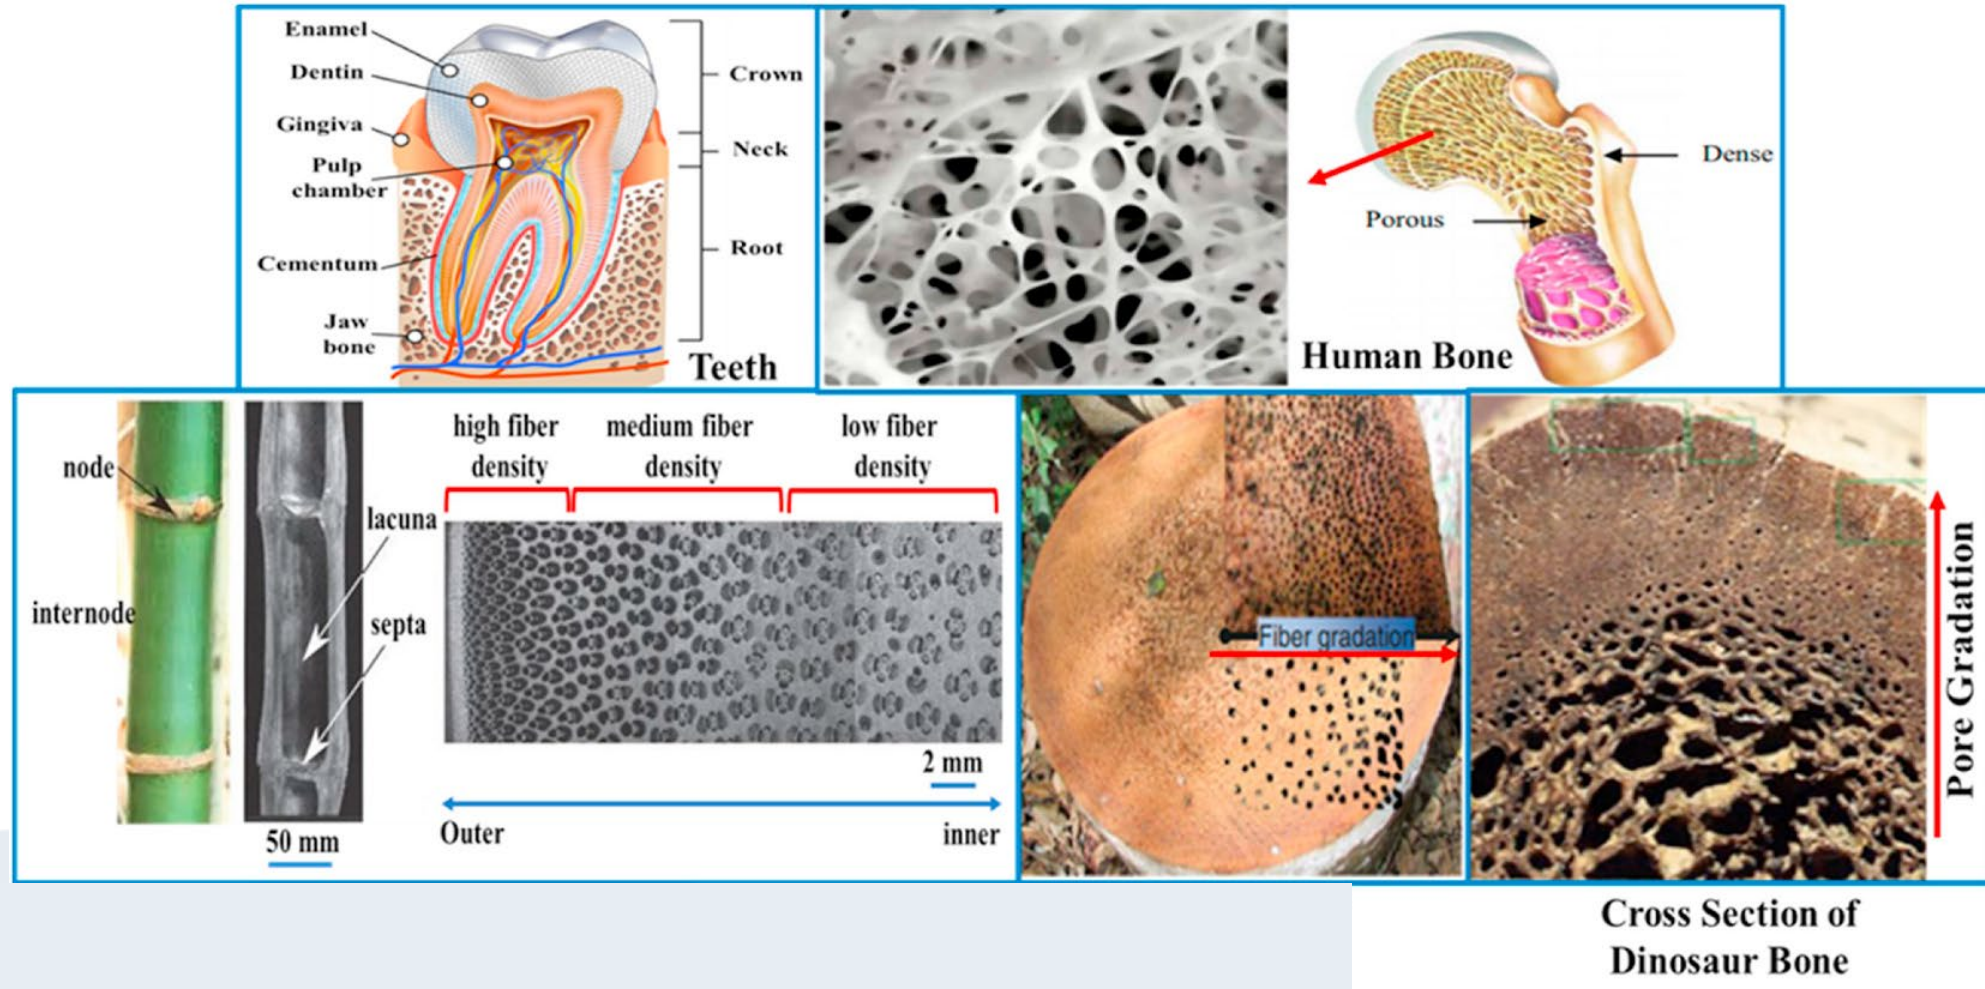 Enamel
Dentin
Gingiva
Pulp
chamber
Cementum
Jaw
bone
Crown
Neck
Root
Teeth
Dense
Porous
Human Bone
node
internode
lacuna
septa
50 mm
high fiber
density
medium fiber
density
low fiber
density
2 mm
Outer
inner
Fiber gradation
Pore Gradation
Cross Section of
Dinosaur Bone